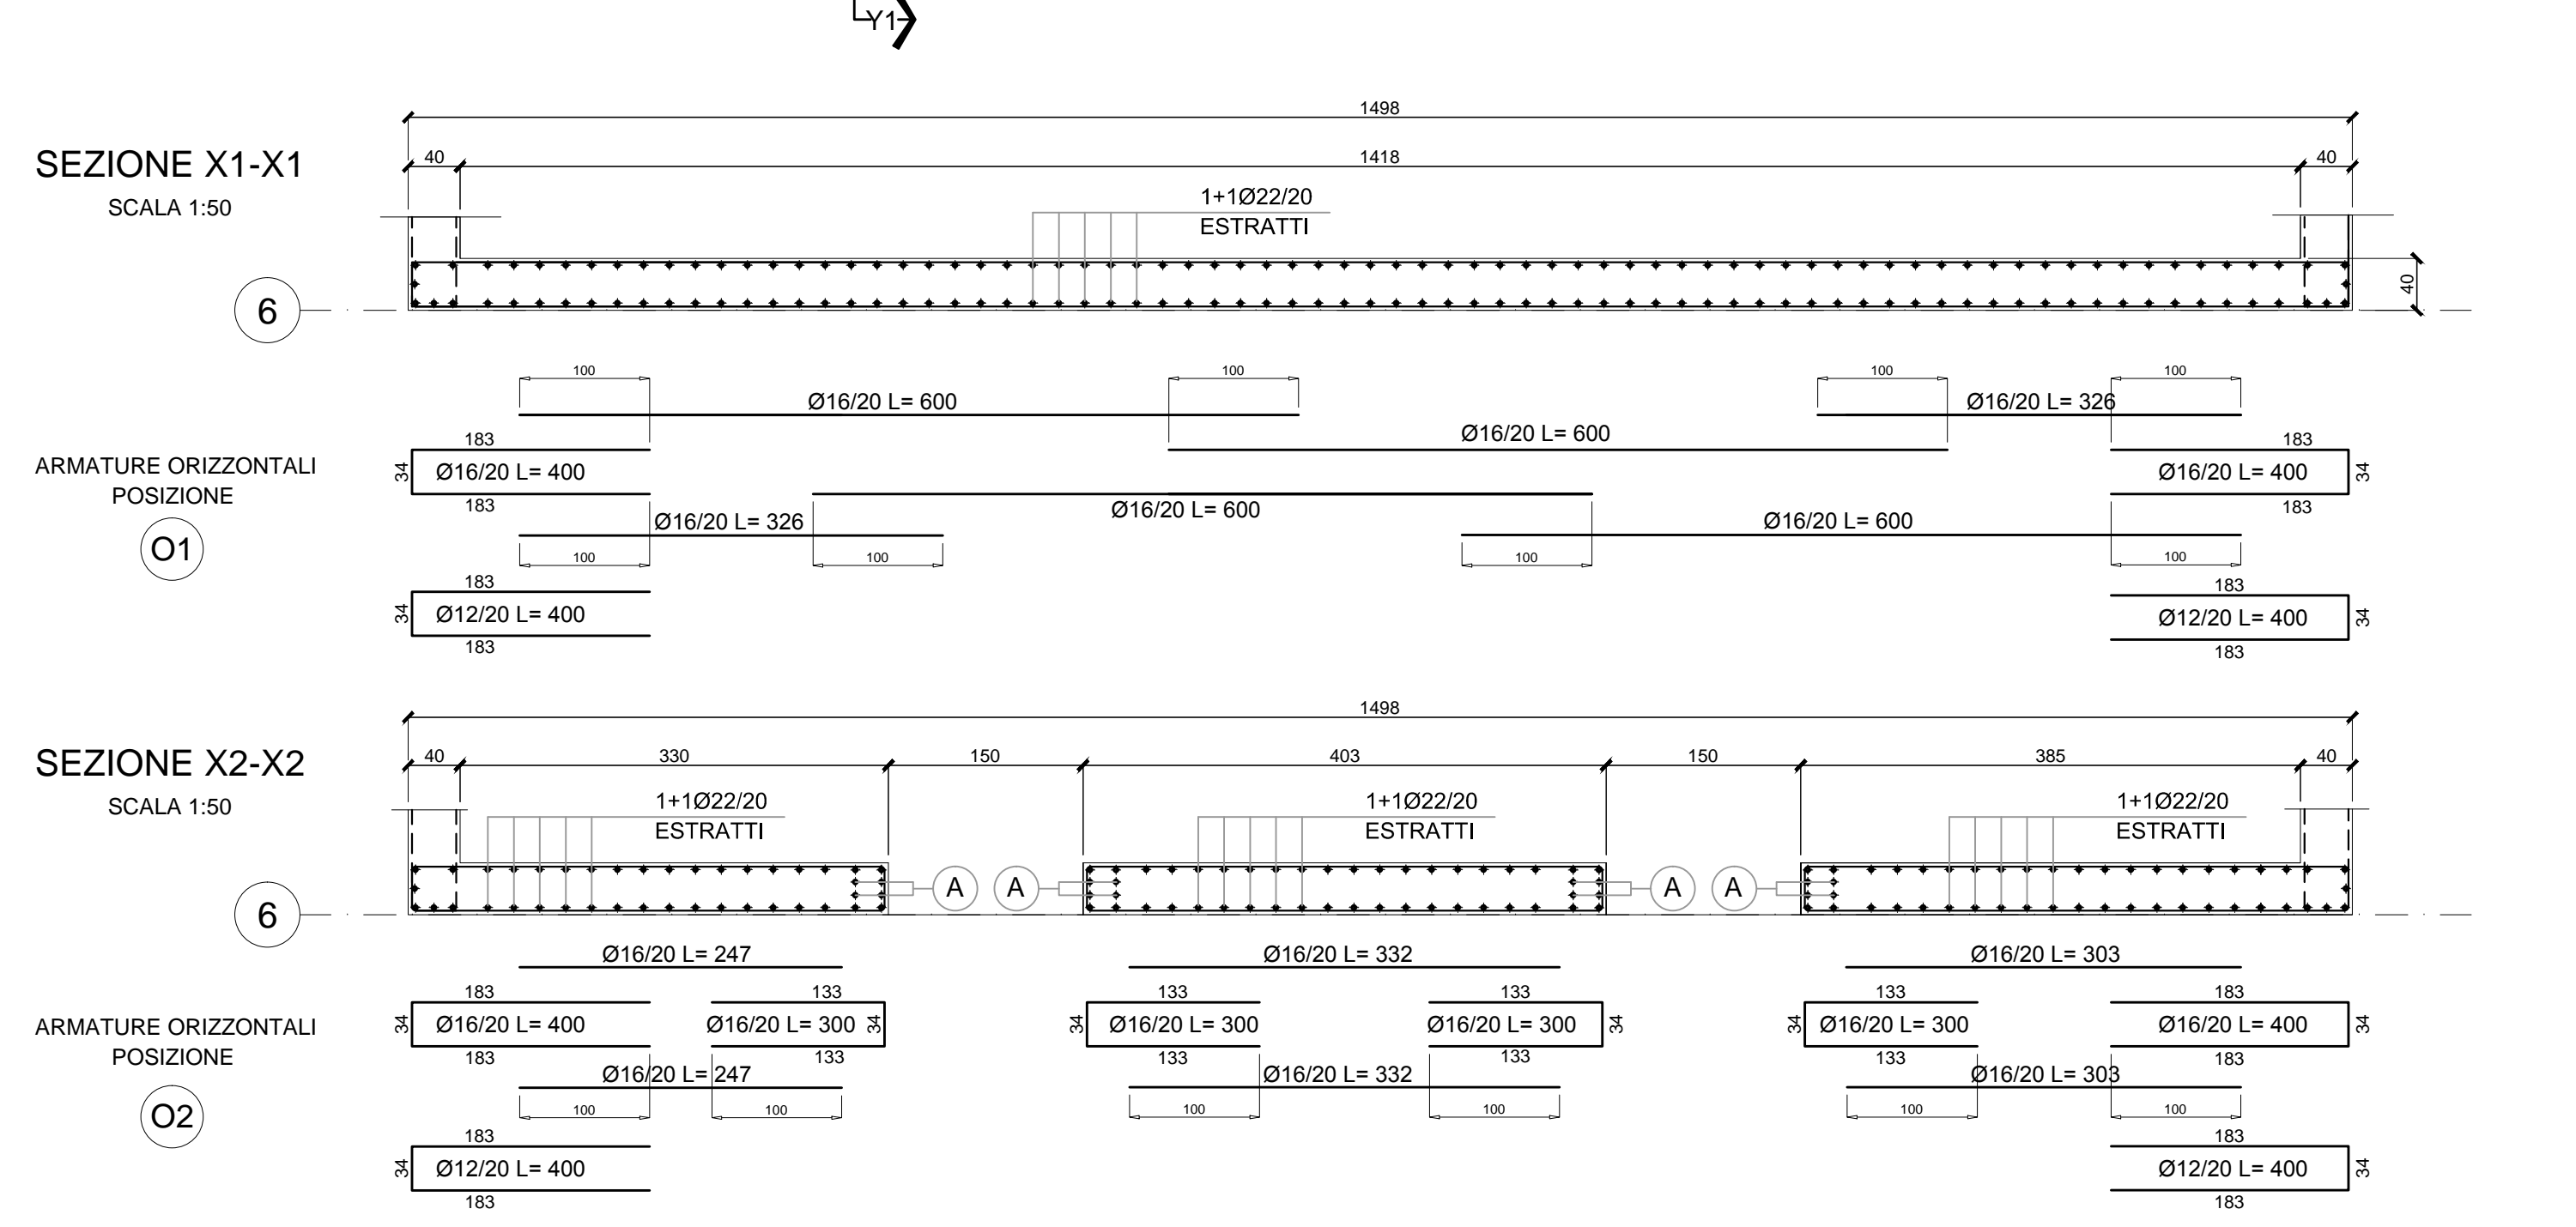 Y1
1498
SEZIONE X1-X1
SCALA 1:50
40
1418
40
1+1Ø22/20
ESTRATTI
6
40
100
100
100
100
Ø16/20 L= 600
Ø16/20 L= 326
Ø16/20 L= 600
183
183
ARMATURE ORIZZONTALI
POSIZIONE
O1
34
Ø16/20 L= 400
Ø16/20 L= 400
34
183
183
Ø16/20 L= 600
Ø16/20 L= 326
Ø16/20 L= 600
100
100
100
100
183
183
34
Ø12/20 L= 400
Ø12/20 L= 400
34
183
183
1498
SEZIONE X2-X2
SCALA 1:50
40
330
150
403
150
385
40
1+1Ø22/20
ESTRATTI
1+1Ø22/20
ESTRATTI
1+1Ø22/20
ESTRATTI
6
A
A
A
A
Ø16/20 L= 247
Ø16/20 L= 332
Ø16/20 L= 303
183
133
133
133
133
183
ARMATURE ORIZZONTALI
POSIZIONE
O2
34
Ø16/20 L= 400
Ø16/20 L= 300
34
34
Ø16/20 L= 300
Ø16/20 L= 300
34
34
Ø16/20 L= 300
Ø16/20 L= 400
34
183
133
133
133
133
183
Ø16/20 L= 247
Ø16/20 L= 332
Ø16/20 L= 303
100
100
100
100
100
100
183
183
34
Ø12/20 L= 400
Ø12/20 L= 400
34
183
183